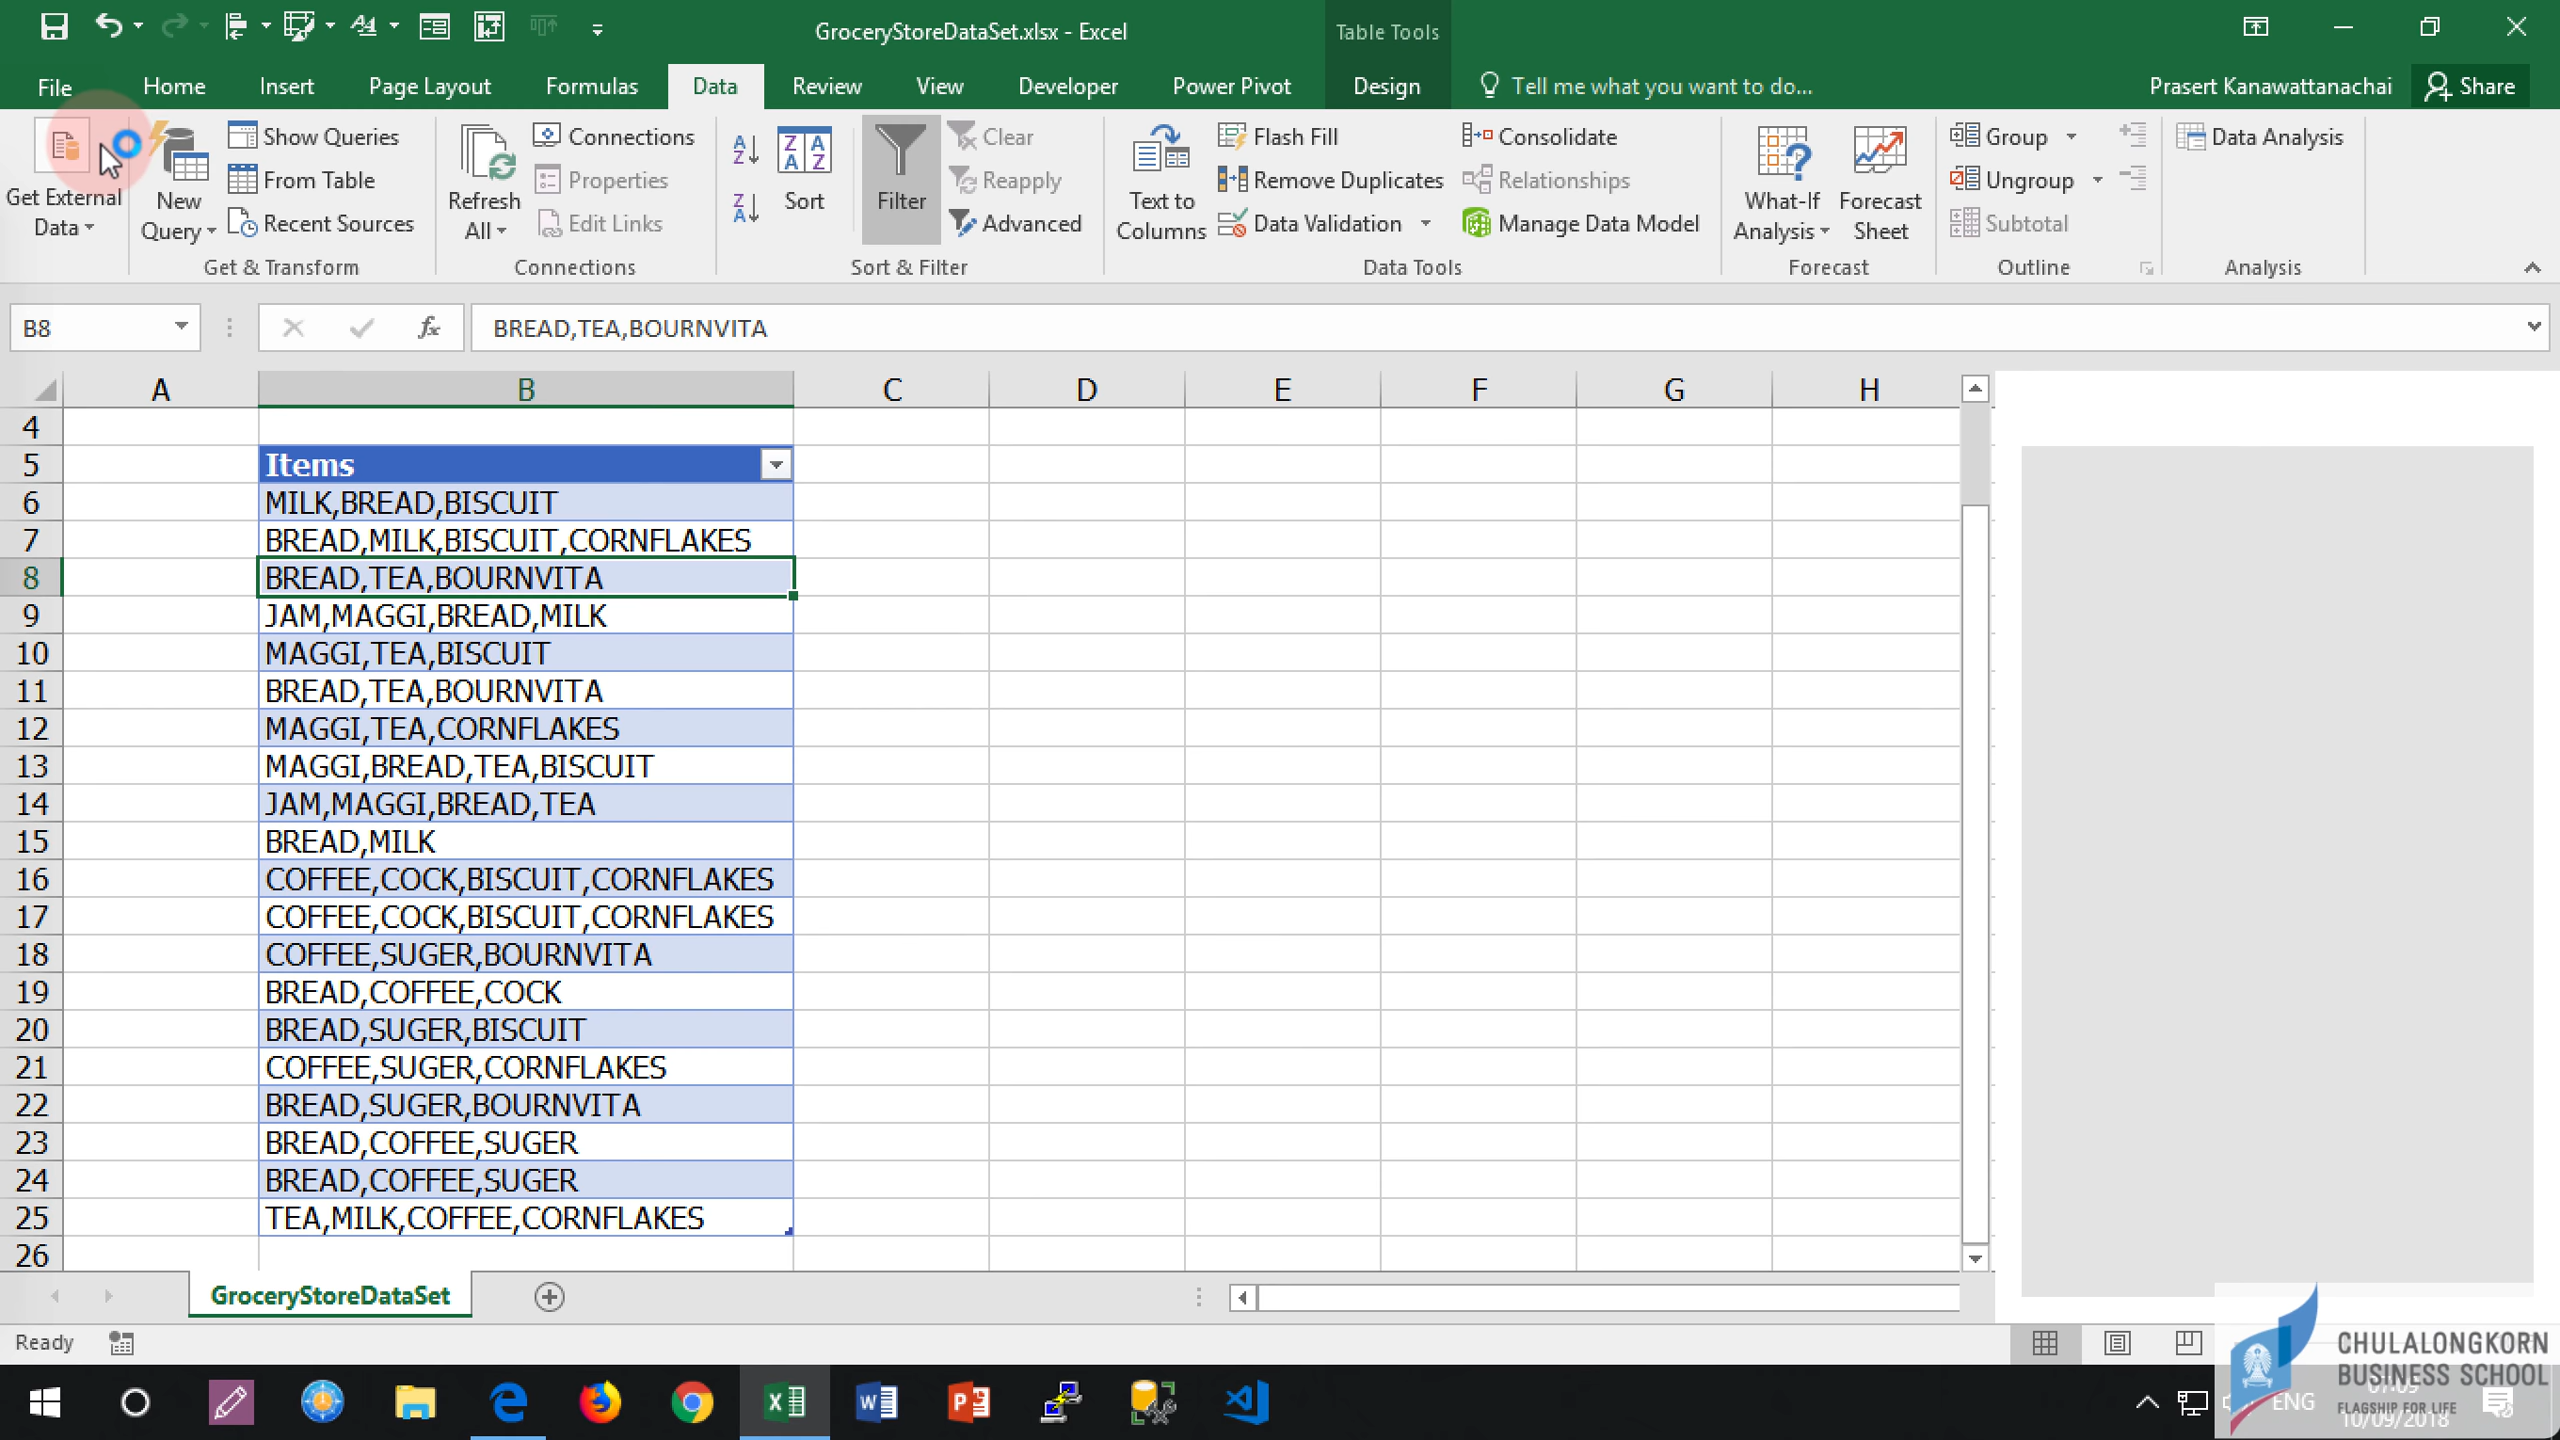 GroceryStoreDataSet.xlsx - Excel
Table Tools
File Home Insert Page Layout Formulas Data Review View Developer Power Pivot Design Tell me what you want to do... Prasert Kanawattanachai Share
Get External Data
New Query
Show Queries
From Table
Recent Sources
Get & Transform
Refresh All
Connections
Properties
Edit Links
Connections
Sort
Filter
Clear
Reapply
Advanced
Sort & Filter
Text to Columns
Flash Fill
Remove Duplicates
Data Validation
Consolidate
Relationships
Manage Data Model
Data Tools
What-If Analysis
Forecast Sheet
Forecast
Group
Ungroup
Subtotal
Outline
Data Analysis
Analysis
B8 fx BREAD,TEA,BOURNVITA
A B C D E F G H
4
5 Items
6 MILK,BREAD,BISCUIT
7 BREAD,MILK,BISCUIT,CORNFLAKES
8 BREAD,TEA,BOURNVITA
9 JAM,MAGGI,BREAD,MILK
10 MAGGI,TEA,BISCUIT
11 BREAD,TEA,BOURNVITA
12 MAGGI,TEA,CORNFLAKES
13 MAGGI,BREAD,TEA,BISCUIT
14 JAM,MAGGI,BREAD,TEA
15 BREAD,MILK
16 COFFEE,COCK,BISCUIT,CORNFLAKES
17 COFFEE,COCK,BISCUIT,CORNFLAKES
18 COFFEE,SUGER,BOURNVITA
19 BREAD,COFFEE,COCK
20 BREAD,SUGER,BISCUIT
21 COFFEE,SUGER,CORNFLAKES
22 BREAD,SUGER,BOURNVITA
23 BREAD,COFFEE,SUGER
24 BREAD,COFFEE,SUGER
25 TEA,MILK,COFFEE,CORNFLAKES
26
GroceryStoreDataSet
Ready
CHULALONGKORN
BUSINESS SCHOOL
FLAGSHIP FOR LIFE
ENG
07:09
10/09/2018